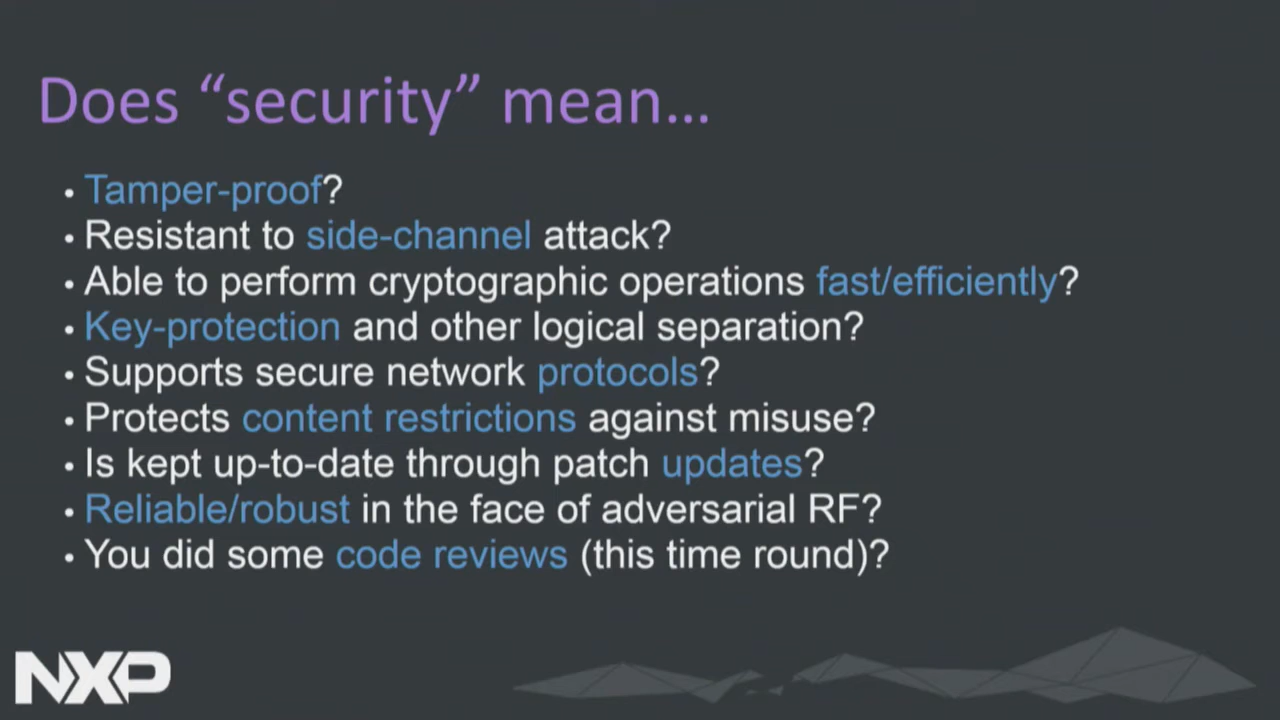 Does “security” mean...
• Tamper-proof?
• Resistant to side-channel attack?
• Able to perform cryptographic operations fast/efficiently?
• Key-protection and other logical separation?
• Supports secure network protocols?
• Protects content restrictions against misuse?
• Is kept up-to-date through patch updates?
• Reliable/robust in the face of adversarial RF?
• You did some code reviews (this time round)?
NXP